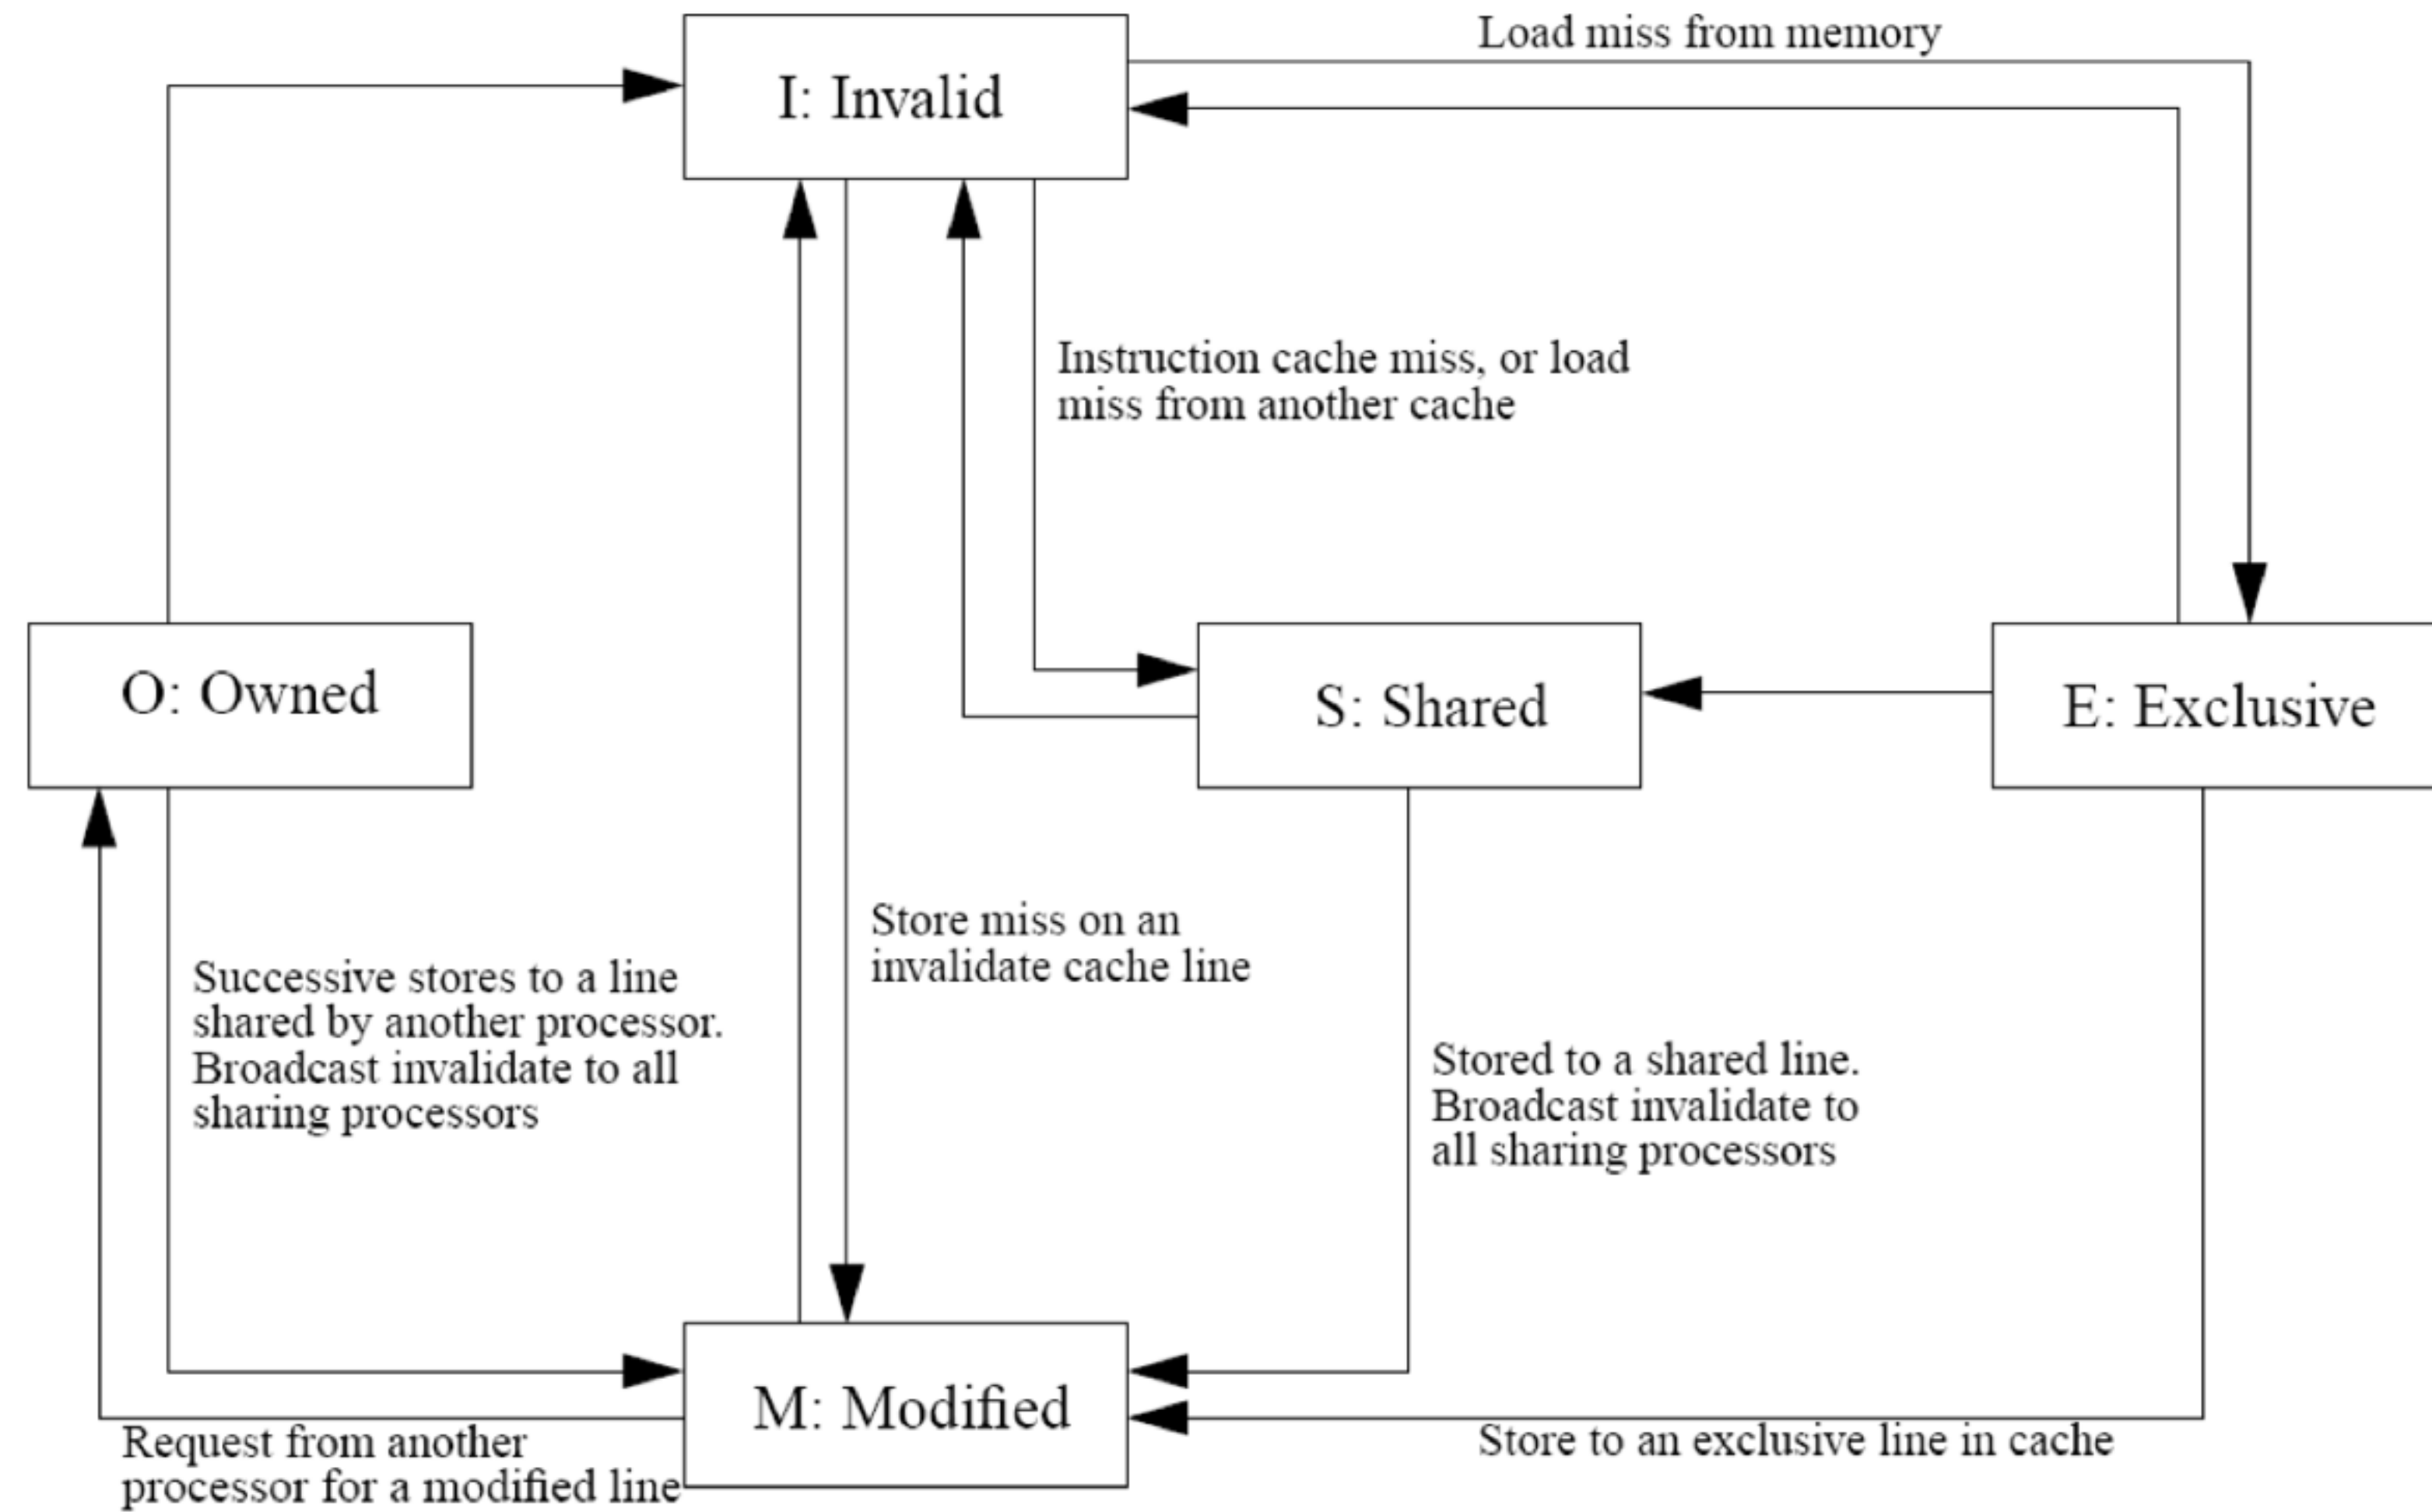 Load miss from memory
I: Invalid
Instruction cache miss, or load
miss from another cache
O: Owned
S: Shared
E: Exclusive
Store miss on an
invalidate cache line
Successive stores to a line
shared by another processor.
Broadcast invalidate to all
sharing processors
Stored to a shared line.
Broadcast invalidate to
all sharing processors
M: Modified
Request from another
processor for a modified line
Store to an exclusive line in cache